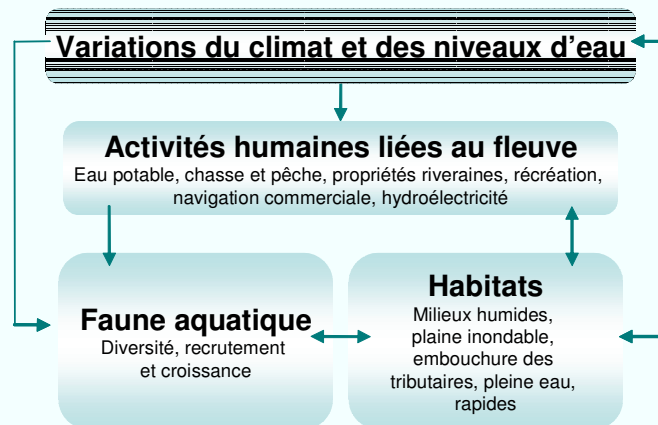 Variations du climat et des niveaux d’eau
Activités humaines liées au fleuve
Eau potable, chasse et pêche, propriétés riveraines, récréation,
navigation commerciale, hydroélectricité
Faune aquatique
Diversité, recrutement
et croissance
Habitats
Milieux humides,
plaine inondable,
embouchure des
tributaires, pleine eau,
rapides